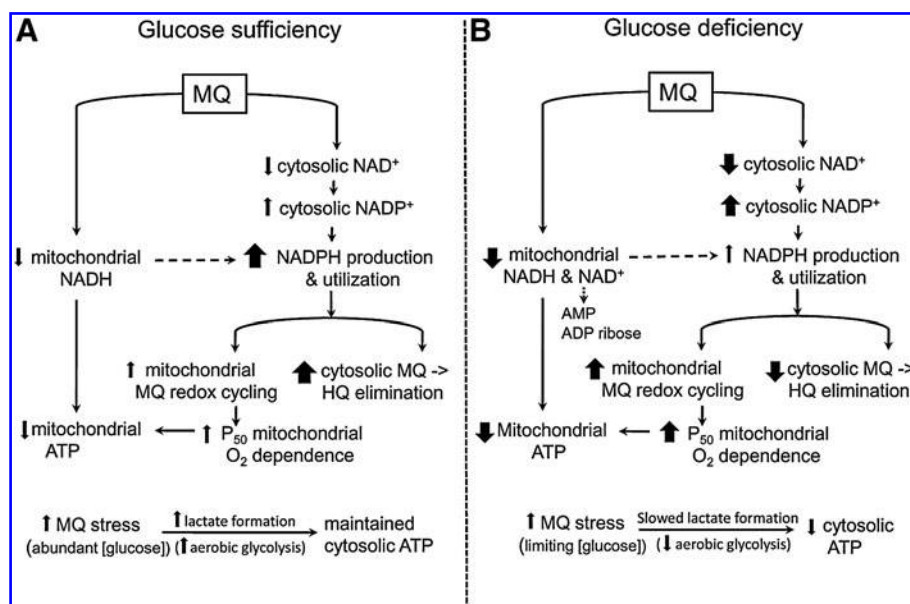 A Glucose sufficiency
MQ
cytosolic NAD⁺
cytosolic NADP⁺
mitochondrial
NADH
NADPH production
& utilization
mitochondrial
MQ redox cycling
cytosolic MQ ->
HQ elimination
mitochondrial
ATP
P₅₀ mitochondrial
O₂ dependence
MQ stress
(abundant [glucose])
lactate formation
(aerobic glycolysis)
maintained
cytosolic ATP
B Glucose deficiency
MQ
cytosolic NAD⁺
cytosolic NADP⁺
mitochondrial
NADH & NAD⁺
AMP
ADP ribose
NADPH production
& utilization
mitochondrial
MQ redox cycling
cytosolic MQ ->
HQ elimination
Mitochondrial
ATP
P₅₀ mitochondrial
O₂ dependence
MQ stress
(limiting [glucose])
Slowed lactate formation
(aerobic glycolysis)
cytosolic
ATP